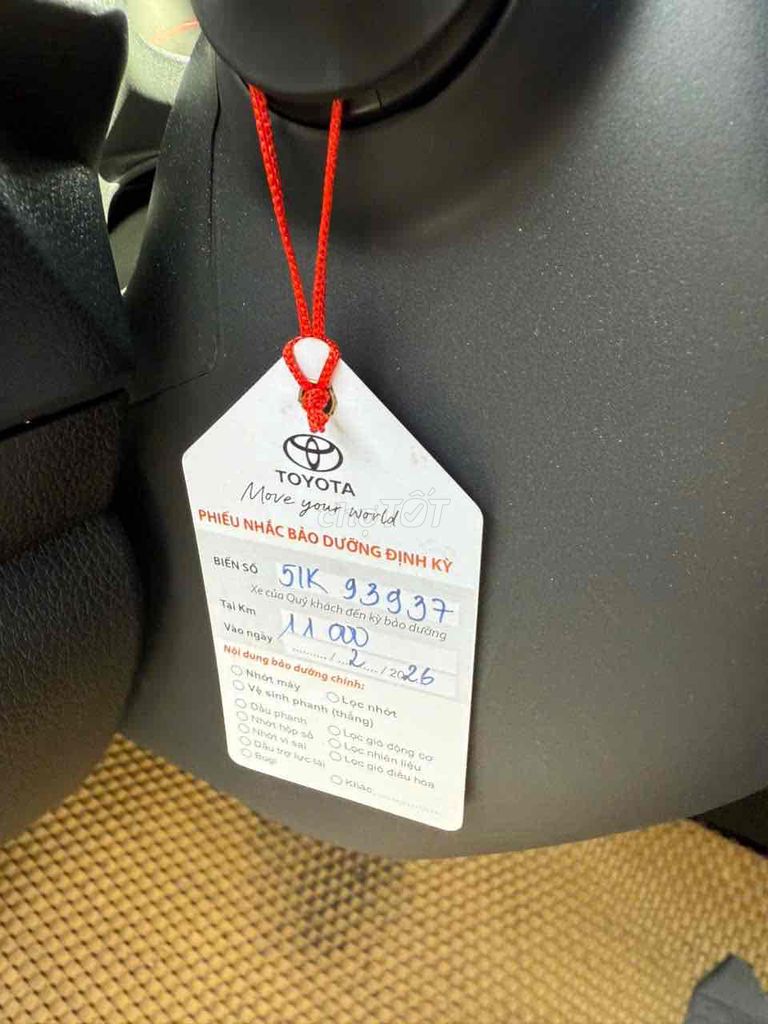 TOYOTA
Move your world
chợTỐT
PHIẾU NHẮC BẢO DƯỠNG ĐỊNH KỲ
BIỂN SỐ 51K 93937
Xe của Quý khách đến kỳ bảo dưỡng
Tại Km 11 000
Vào ngày ........../...2..../2026
Nội dung bảo dưỡng chính:
Nhớt máy
Lọc nhớt
Vệ sinh phanh (thắng)
Dầu phanh
Lọc gió động cơ
Nhớt hộp số
Lọc nhiên liệu
Nhớt vi sai
Lọc gió điều hòa
Dầu trợ lực lái
Bugi
Khác